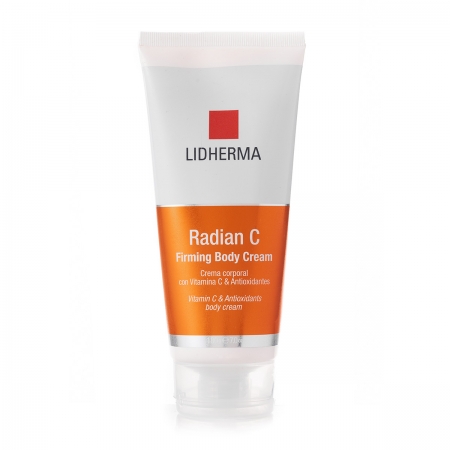 LIDHERMA
Radian C
Firming Body Cream
Crema corporal
con Vitamina C & Antioxidantes
Vitamin C & Antioxidants
body cream